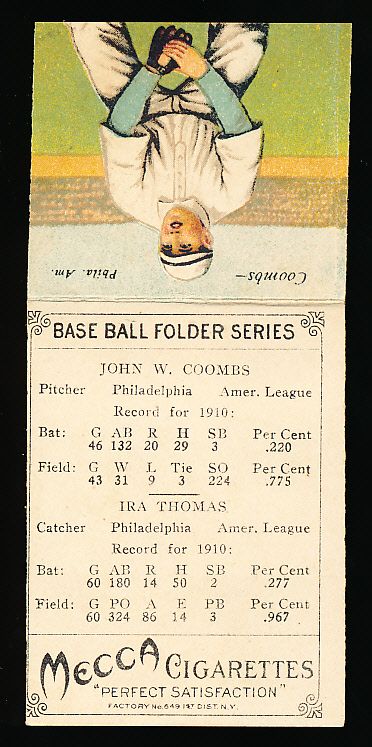 Coombs— Phila. Am.
BASE BALL FOLDER SERIES
JOHN W. COOMBS
Pitcher Philadelphia Amer. League
Record for 1910:
Bat: G AB R H SB Per Cent
46 132 20 29 3 .220
Field: G W L Tie SO Per Cent
43 31 9 3 224 .775
IRA THOMAS
Catcher Philadelphia Amer. League
Record for 1910:
Bat: G AB R H SB Per Cent
60 180 14 50 2 .277
Field: G PO A E PB Per Cent
60 324 86 14 3 .967
MECCA CIGARETTES
"PERFECT SATISFACTION"
FACTORY No. 649 1ST DIST. N.Y.